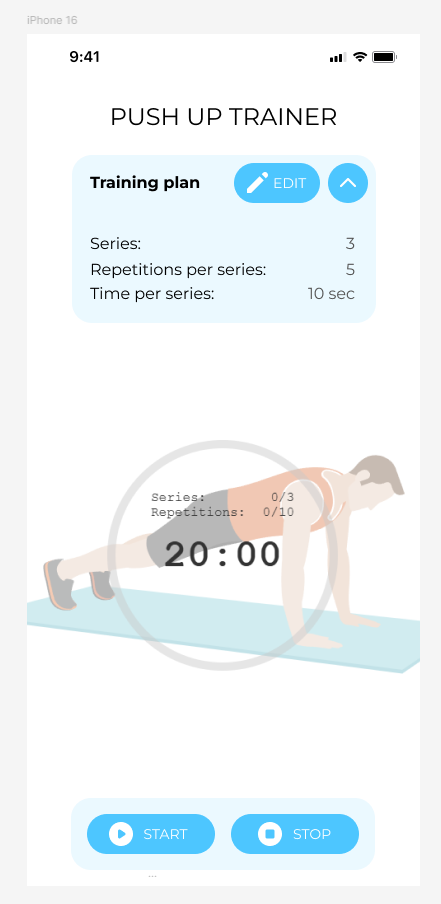 iPhone 16
9:41
PUSH UP TRAINER
Training plan EDIT
Series: 3
Repetitions per series: 5
Time per series: 10 sec
Series: 0/3
Repetitions: 0/10
20:00
START STOP
...